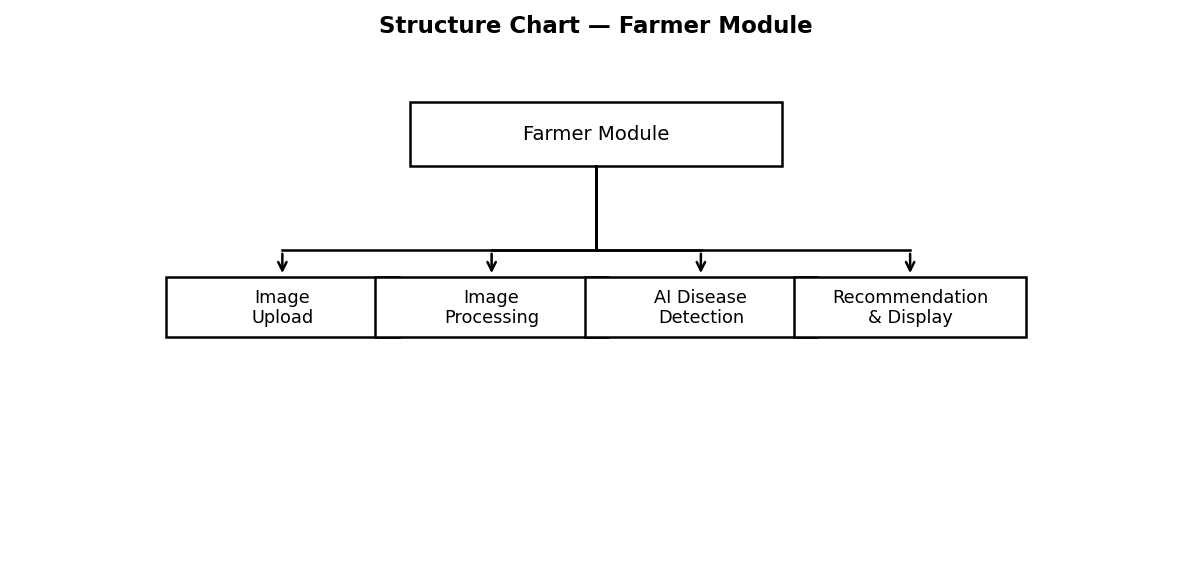 Structure Chart — Farmer Module
Farmer Module
Image
Upload
Image
Processing
AI Disease
Detection
Recommendation
& Display